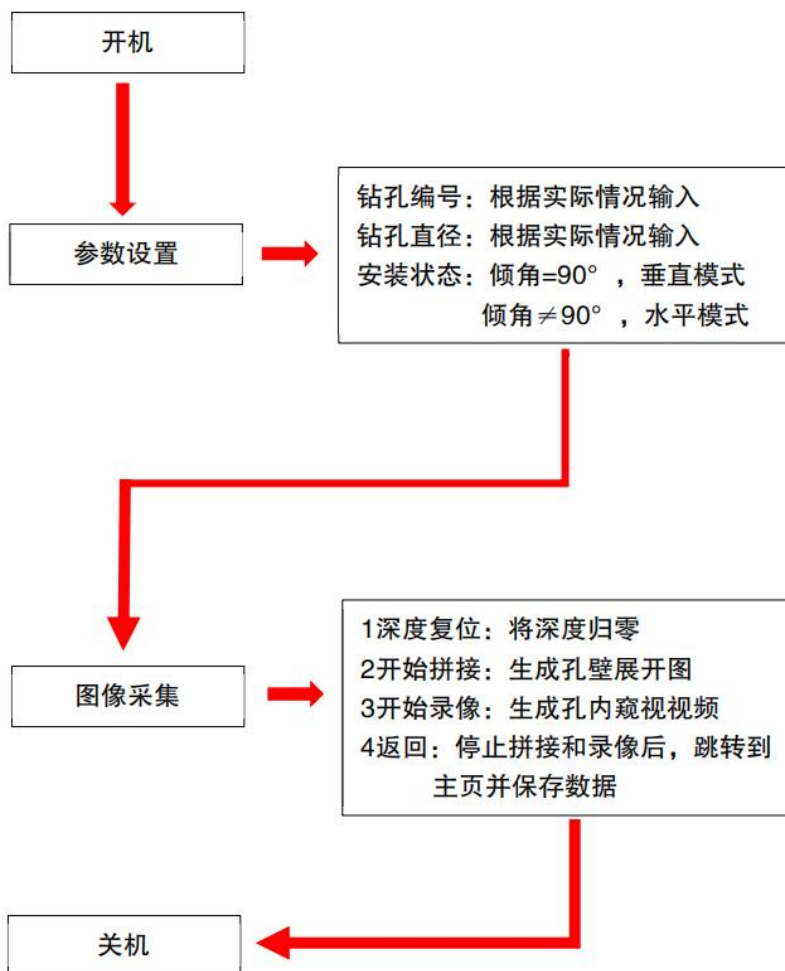 开机
参数设置
钻孔编号：根据实际情况输入
钻孔直径：根据实际情况输入
安装状态：倾角=90°，垂直模式
倾角≠90°，水平模式
图像采集
1深度复位：将深度归零
2开始拼接：生成孔壁展开图
3开始录像：生成孔内窥视视频
4返回：停止拼接和录像后，跳转到
主页并保存数据
关机